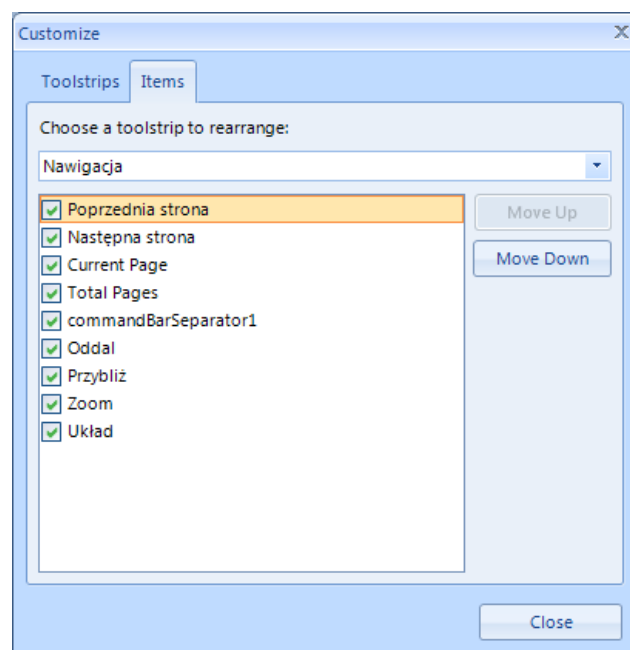 Customize
Toolstrips Items
Choose a toolstrip to rearrange:
Nawigacja
Poprzednia strona
Następna strona
Current Page
Total Pages
commandBarSeparator1
Oddal
Przybliż
Zoom
Układ
Move Up
Move Down
Close